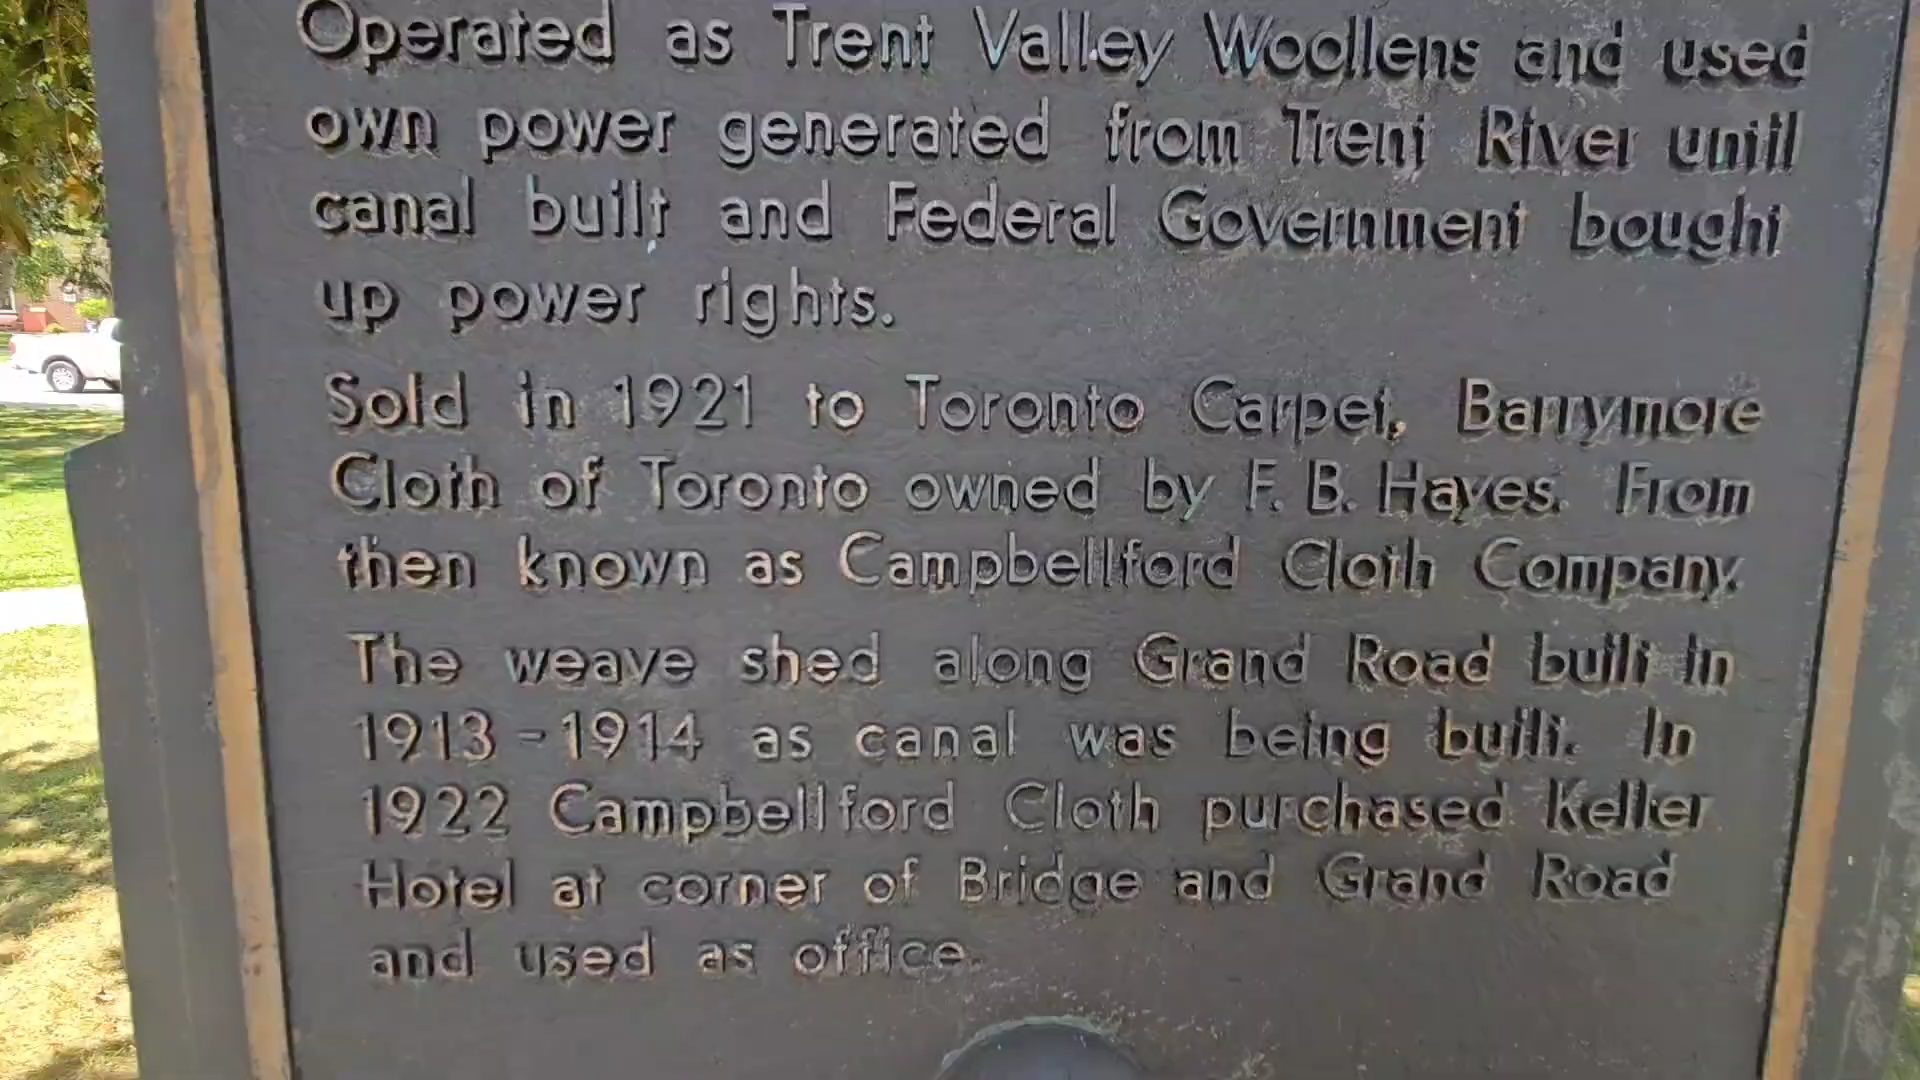 Operated as Trent Valley Woollens and used
own power generated from Trent River until
canal built and Federal Government bought
up power rights.
Sold in 1921 to Toronto Carpet, Barrymore
Cloth of Toronto owned by F. B. Hayes. From
then known as Campbellford Cloth Company.
The weave shed along Grand Road built in
1913-1914 as canal was being built. In
1922 Campbellford Cloth purchased Keller
Hotel at corner of Bridge and Grand Road
and used as office.